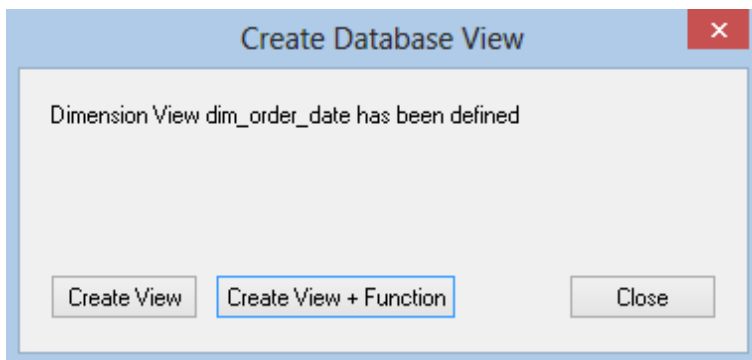 Create Database View
Dimension View dim_order_date has been defined
Create View
Create View + Function
Close